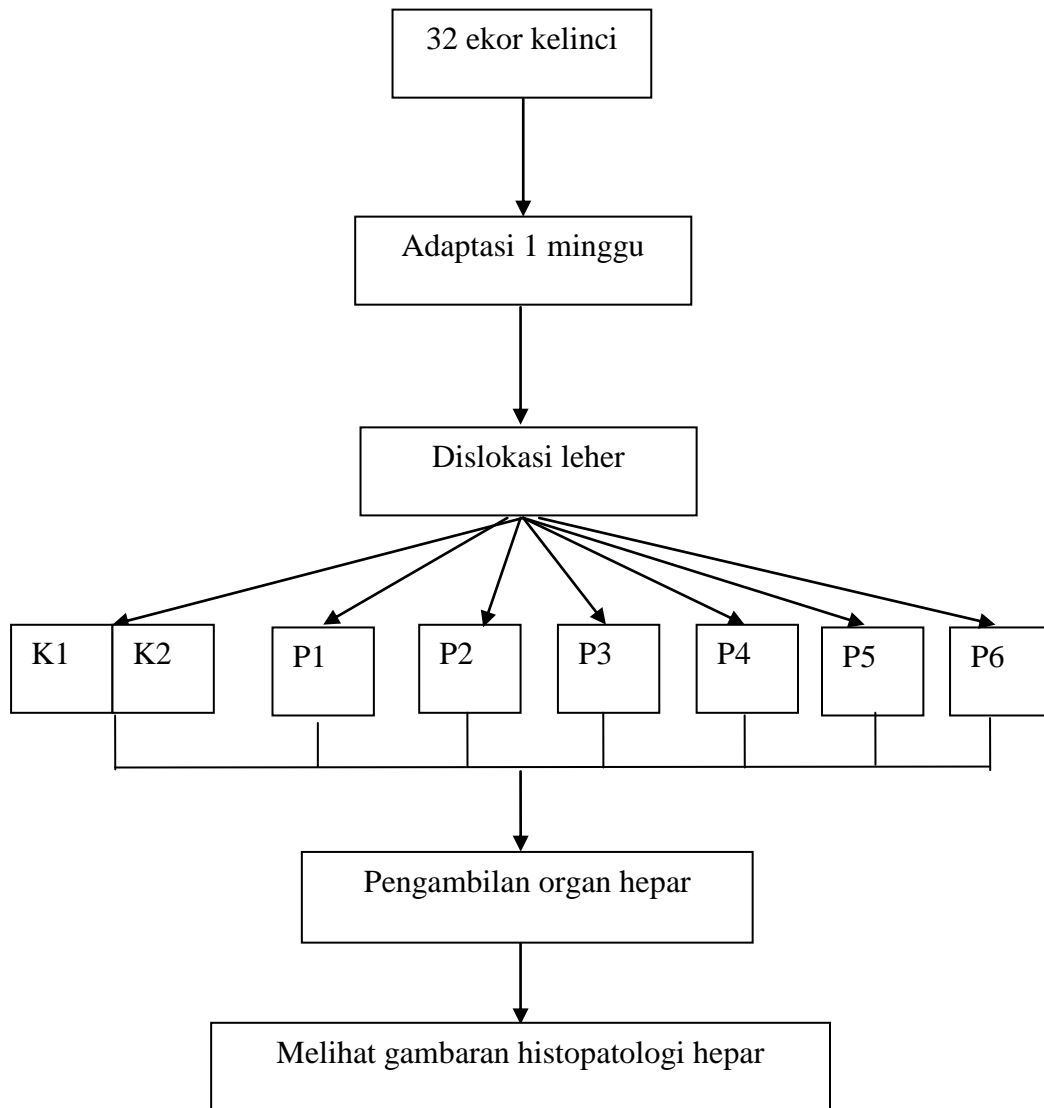 32 ekor kelinci
Adaptasi 1 minggu
Dislokasi leher
K1
K2
P1
P2
P3
P4
P5
P6
Pengambilan organ hepar
Melihat gambaran histopatologi hepar